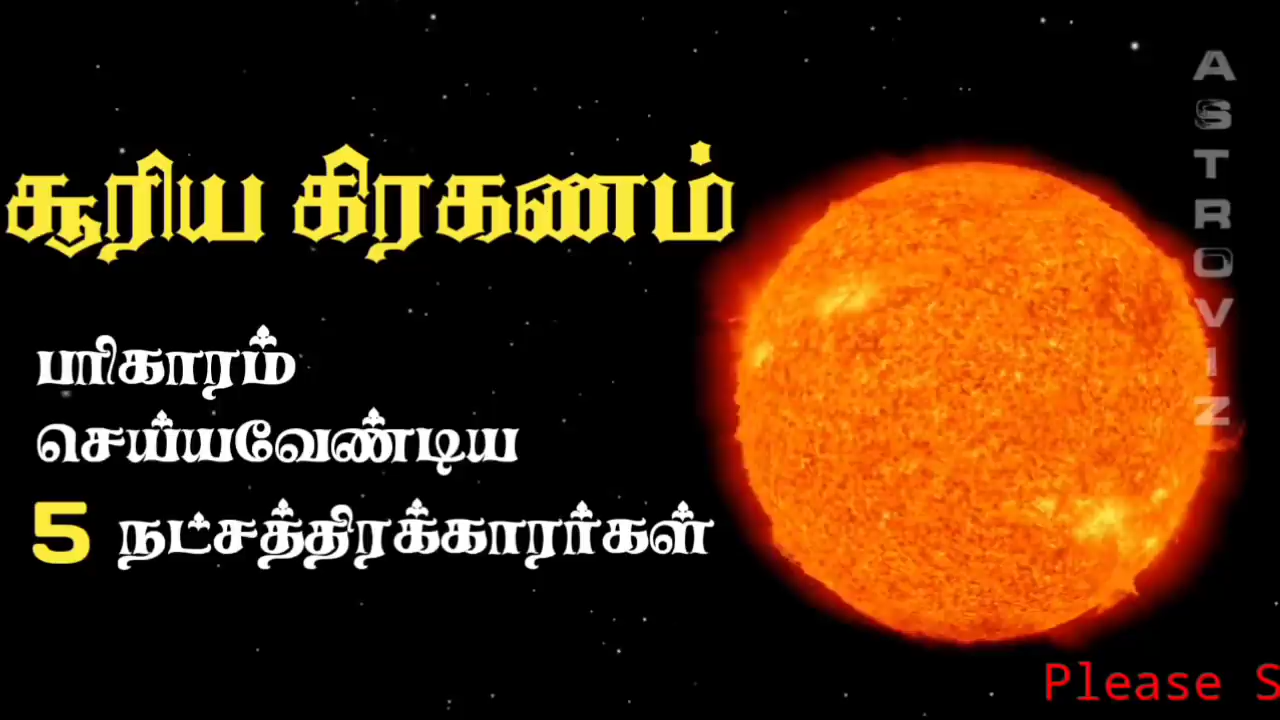 சூரிய கிரகணம்
பரிகாரம்
செய்யவேண்டிய
5 நட்சத்திரக்காரர்கள்
ASTROVIZ
Please S